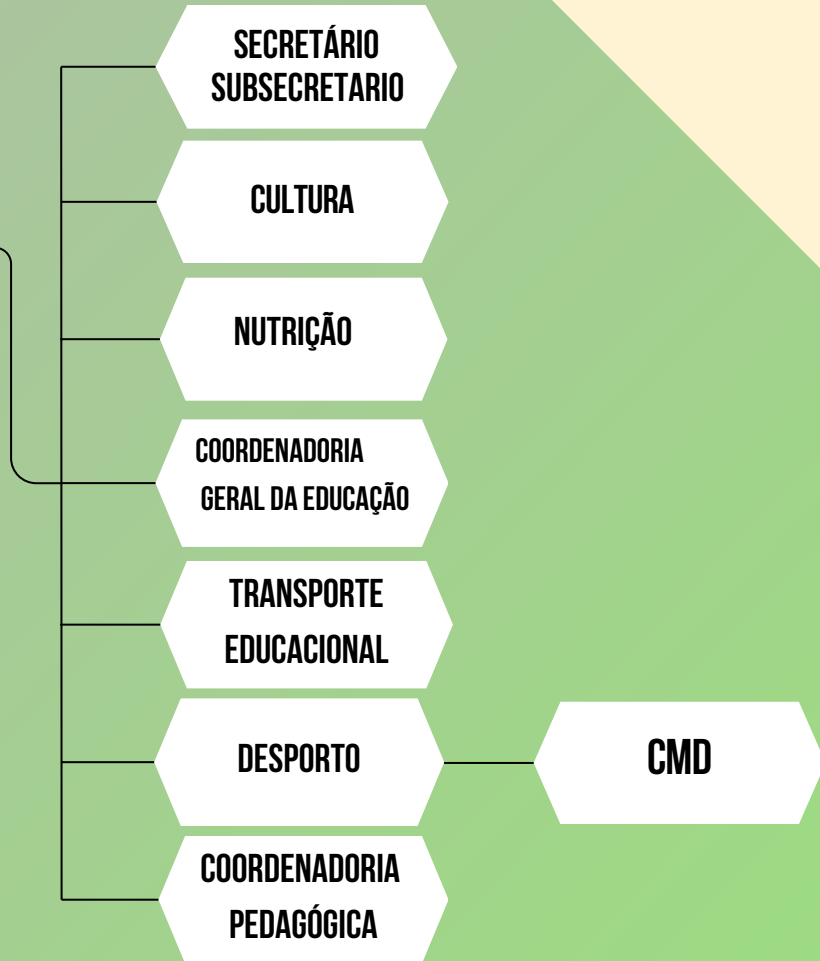 SECRETÁRIO
SUBSECRETARIO
CULTURA
NUTRIÇÃO
COORDENADORIA
GERAL DA EDUCAÇÃO
TRANSPORTE
EDUCACIONAL
DESPORTO
CMD
COORDENADORIA
PEDAGÓGICA